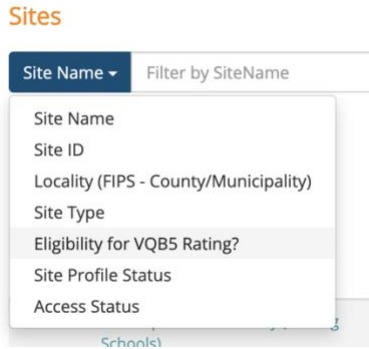 Sites
Site Name
Filter by SiteName
Site Name
Site ID
Locality (FIPS - County/Municipality)
Site Type
Eligibility for VQB5 Rating?
Site Profile Status
Access Status
Schools)